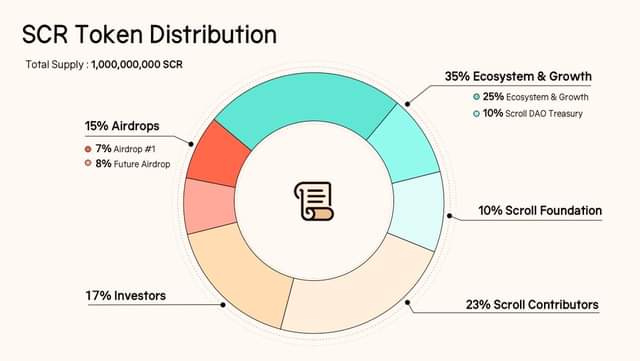 SCR Token Distribution
Total Supply : 1,000,000,000 SCR
35% Ecosystem & Growth
25% Ecosystem & Growth
10% Scroll DAO Treasury
15% Airdrops
7% Airdrop #1
8% Future Airdrop
10% Scroll Foundation
17% Investors
23% Scroll Contributors